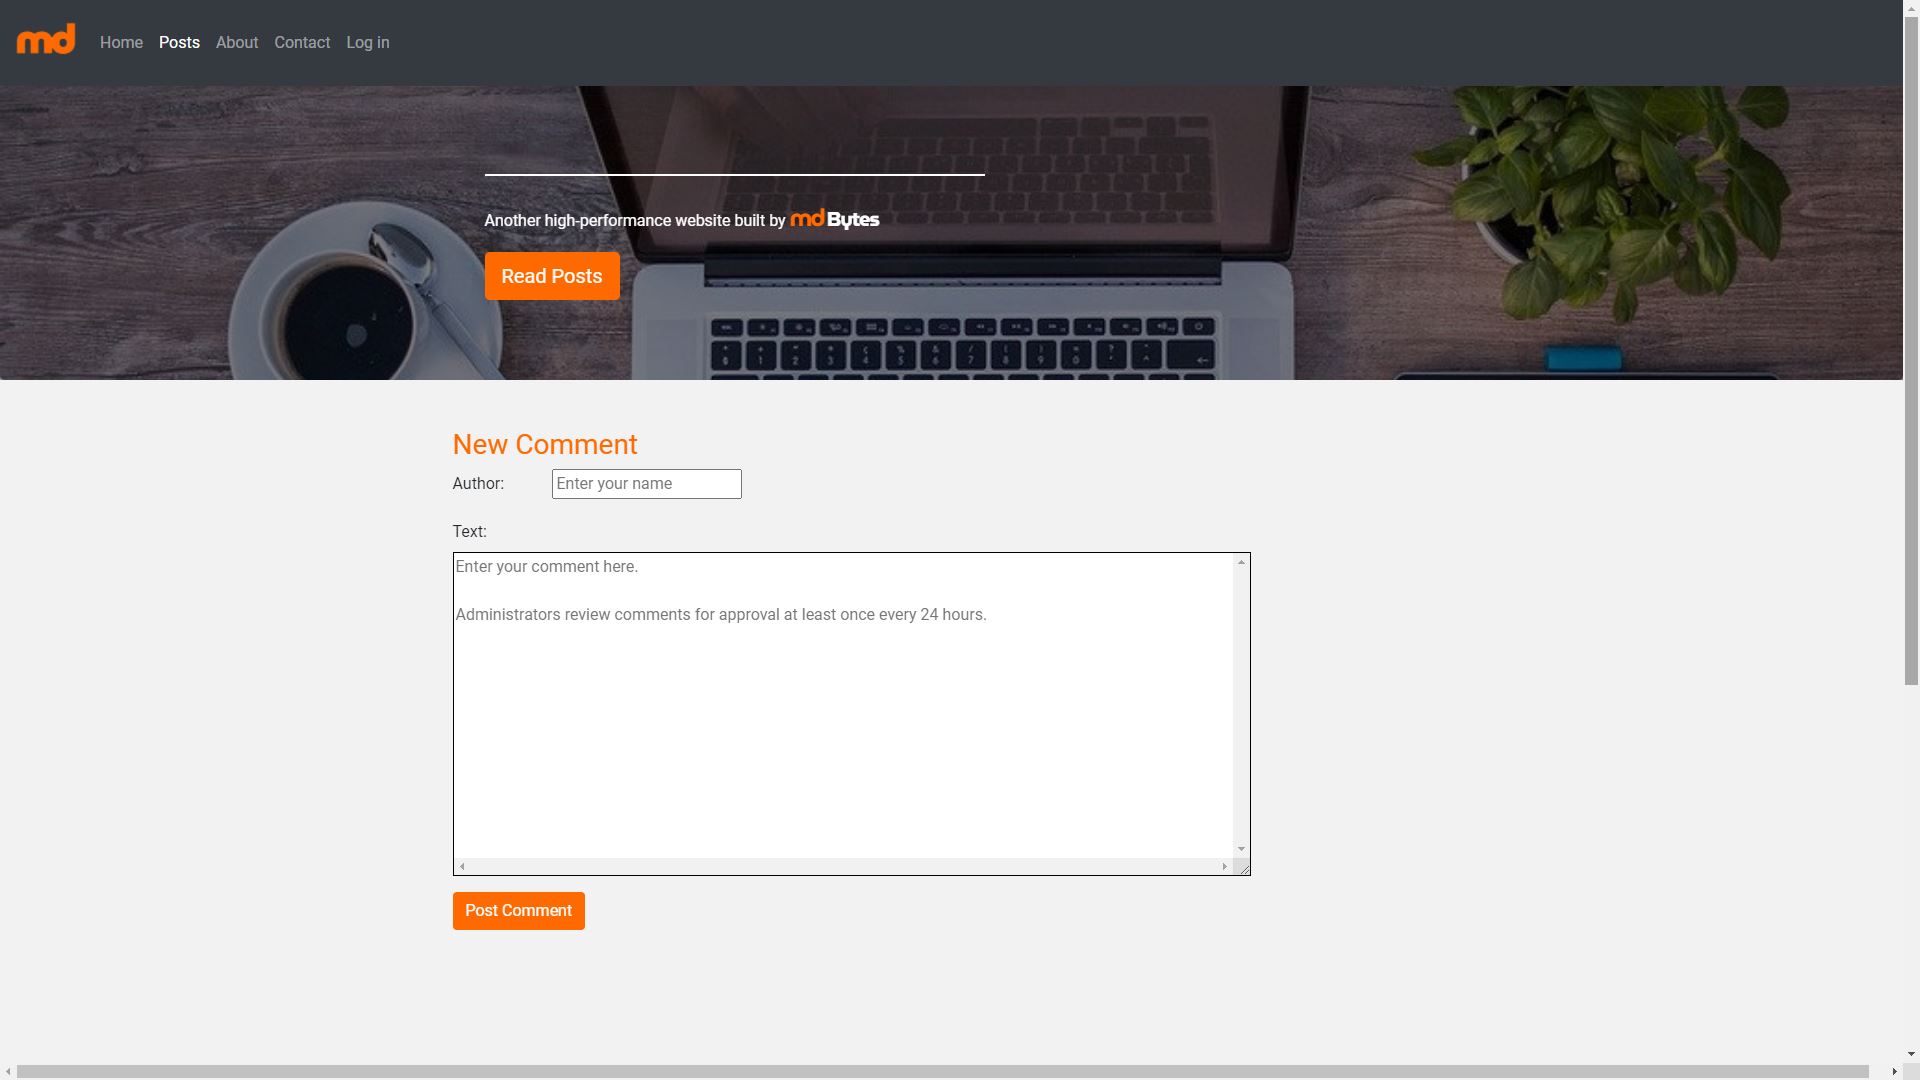 md
Home Posts About Contact Log in
Another high-performance website built by md Bytes
Read Posts
New Comment
Author: Enter your name
Text:
Enter your comment here.
Administrators review comments for approval at least once every 24 hours.
Post Comment